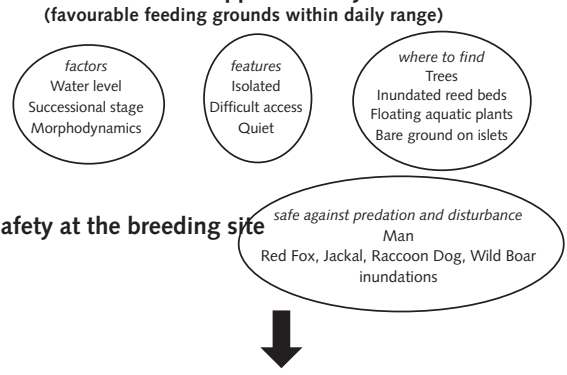 (favourable feeding grounds within daily range)
factors
Water level
Successional stage
Morphodynamics
features
Isolated
Difficult access
Quiet
where to find
Trees
Inundated reed beds
Floating aquatic plants
Bare ground on islets
afety at the breeding site
safe against predation and disturbance
Man
Red Fox, Jackal, Raccoon Dog, Wild Boar
inundations